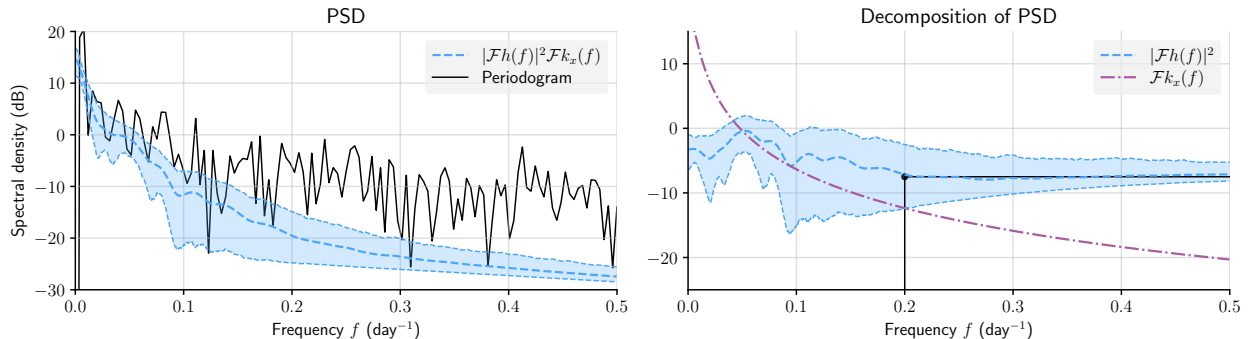 PSD
20
10
0
−10
−20
−30
0.0
0.1
0.2
0.3
0.4
0.5
Spectral density (dB)
Frequency f (day⁻¹)
|ℱh(f)|²ℱkₓ(f)
Periodogram
Decomposition of PSD
10
0
−10
−20
0.0
0.1
0.2
0.3
0.4
0.5
Frequency f (day⁻¹)
|ℱh(f)|²
ℱkₓ(f)